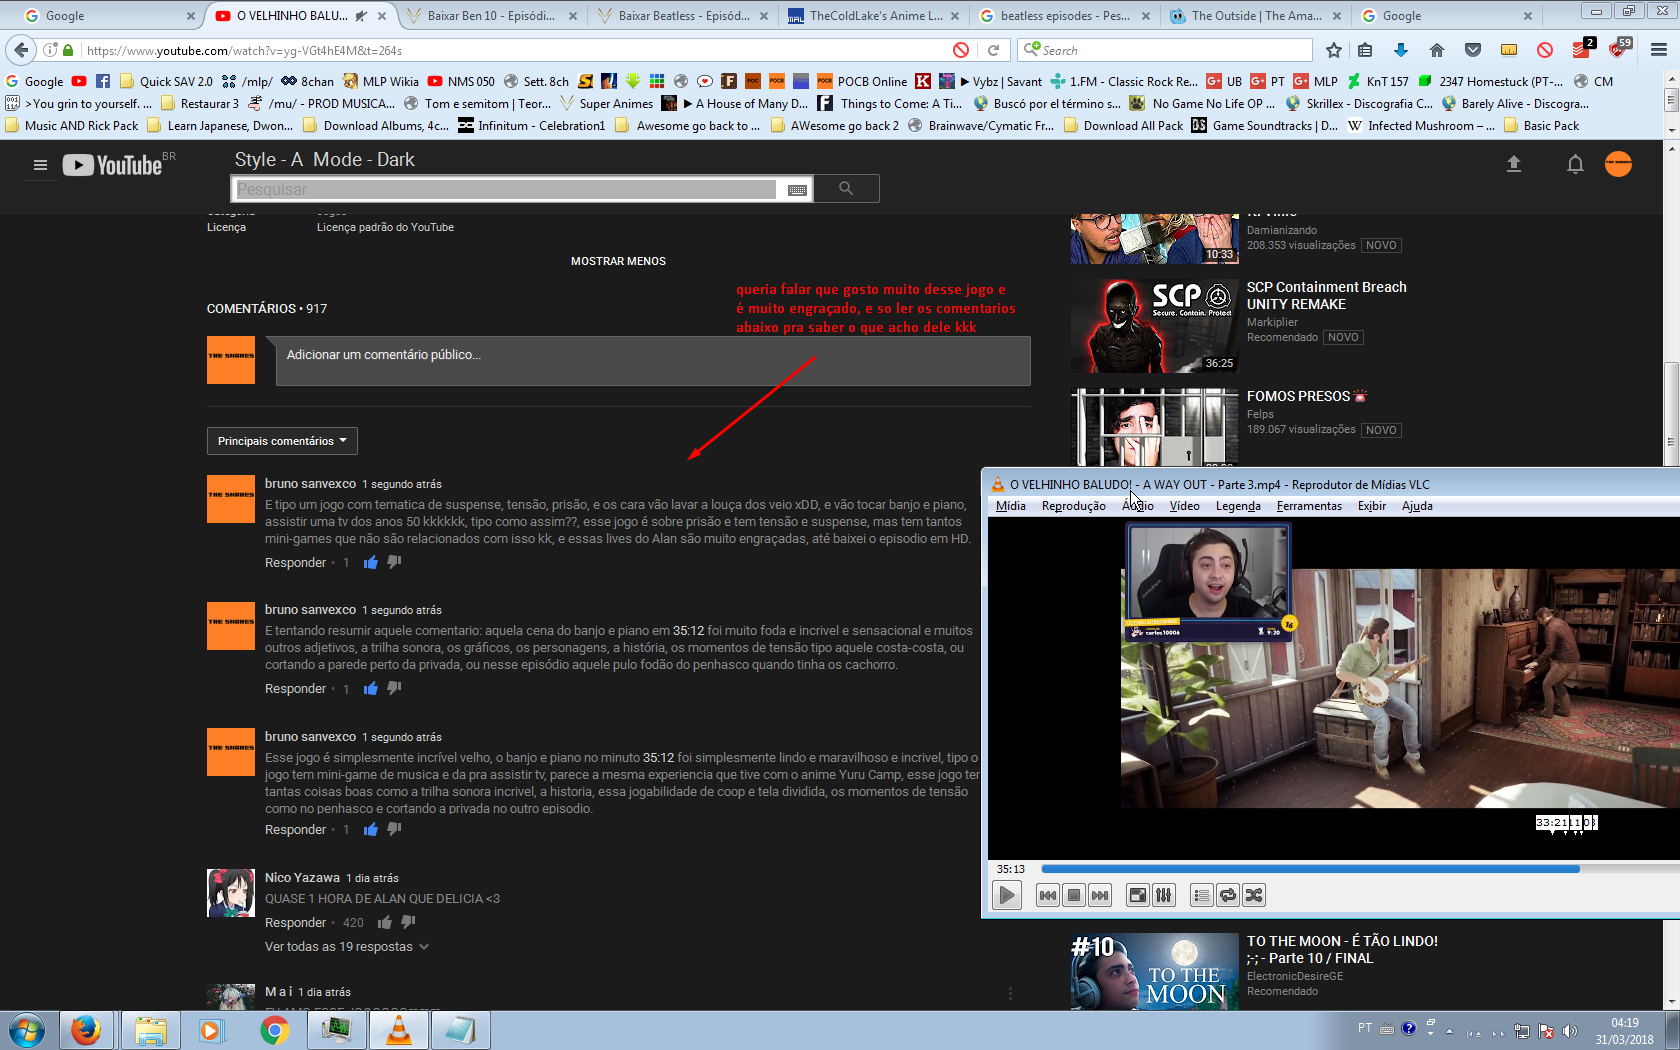 Google
O VELHINHO BALU...
Baixar Ben 10 - Episódi...
Baixar Beatless - Episód...
TheColdLake's Anime L...
beatless episodes - Pes...
The Outside | The Ama...
Google
https://www.youtube.com/watch?v=yg-VGt4hE4M&t=264s
Search
2
59
Google
Quick SAV 2.0
/mlp/
8chan
MLP Wikia
NMS 050
Sett. 8ch
POCB Online
Vybz | Savant
1.FM - Classic Rock Re...
UB
PT
MLP
KnT 157
2347 Homestuck (PT-...
CM
>You grin to yourself. ...
Restaurar 3
/mu/ - PROD MUSICA...
Tom e semitom | Teor...
Super Animes
A House of Many D...
Things to Come: A Ti...
Buscó por el término s...
No Game No Life OP ...
Skrillex - Discografia C...
Barely Alive - Discogra...
Music AND Rick Pack
Learn Japanese, Dwon...
Download Albums, 4c...
Infinitum - Celebration1
Awesome go back to ...
AWesome go back 2
Brainwave/Cymatic Fr...
Download All Pack
Game Soundtracks | D...
Infected Mushroom – ...
Basic Pack
YouTube BR
Style - A Mode - Dark
Pesquisar
Licença
Licença padrão do YouTube
MOSTRAR MENOS
COMENTÁRIOS • 917
queria falar que gosto muito desse jogo e
é muito engraçado, e so ler os comentarios
abaixo pra saber o que acho dele kkk
THE SHARES
Adicionar um comentário público...
Principais comentários
THE SHARES
bruno sanvexco 1 segundo atrás
E tipo um jogo com tematica de suspense, tensão, prisão, e os cara vão lavar a louça dos veio xDD, e vão tocar banjo e piano,
assistir uma tv dos anos 50 kkkkkk, tipo como assim??, esse jogo é sobre prisão e tem tensão e suspense, mas tem tantos
mini-games que não são relacionados com isso kk, e essas lives do Alan são muito engraçadas, até baixei o episodio em HD.
Responder · 1
THE SHARES
bruno sanvexco 1 segundo atrás
E tentando resumir aquele comentario: aquela cena do banjo e piano em 35:12 foi muito foda e incrivel e sensacional e muitos
outros adjetivos, a trilha sonora, os gráficos, os personagens, a história, os momentos de tensão tipo aquele costa-costa, ou
cortando a parede perto da privada, ou nesse episódio aquele pulo fodão do penhasco quando tinha os cachorro.
Responder · 1
THE SHARES
bruno sanvexco 1 segundo atrás
Esse jogo é simplesmente incrível velho, o banjo e piano no minuto 35:12 foi simplesmente lindo e maravilhoso e incrivel, tipo o
jogo tem mini-game de musica e da pra assistir tv, parece a mesma experiencia que tive com o anime Yuru Camp, esse jogo ter
tantas coisas boas como a trilha sonora incrivel, a historia, essa jogabilidade de coop e tela dividida, os momentos de tensão
como no penhasco e cortando a privada no outro episodio.
Responder · 1
Nico Yazawa 1 dia atrás
QUASE 1 HORA DE ALAN QUE DELICIA <3
Responder · 420
Ver todas as 19 respostas
M a i 1 dia atrás
Damianizando
208.353 visualizações NOVO
10:33
SCP
Secure. Contain. Protect
36:25
SCP Containment Breach
UNITY REMAKE
Markiplier
Recomendado NOVO
FOMOS PRESOS
Felps
189.067 visualizações NOVO
O VELHINHO BALUDO! - A WAY OUT - Parte 3.mp4 - Reprodutor de Mídias VLC
Mídia Reprodução Áudio Vídeo Legenda Ferramentas Exibir Ajuda
carlos10006
9:20
16
35:13
#10
TO THE
MOON
TO THE MOON - É TÃO LINDO!
;-; - Parte 10 / FINAL
ElectronicDesireGE
Recomendado
PT
04:19
31/03/2018